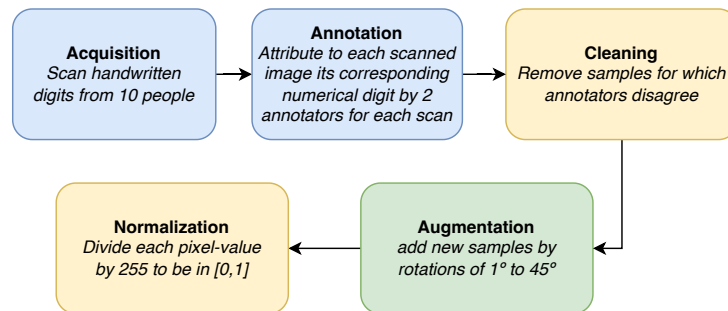 Acquisition
Scan handwritten
digits from 10 people
Annotation
Attribute to each scanned
image its corresponding
numerical digit by 2
annotators for each scan
Cleaning
Remove samples for which
annotators disagree
Augmentation
add new samples by
rotations of 1º to 45º
Normalization
Divide each pixel-value
by 255 to be in [0,1]